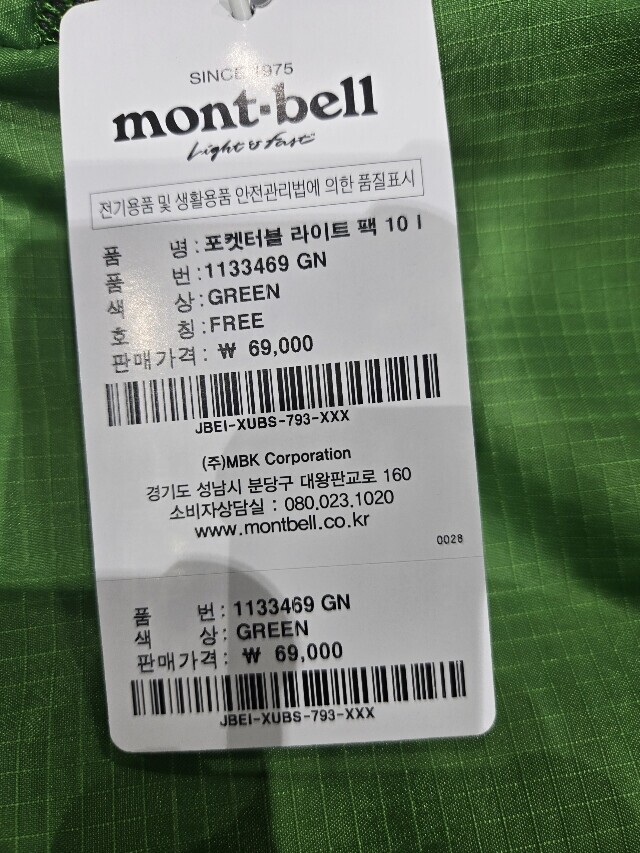 SINCE 1975
mont-bell
Light & Fast
전기용품 및 생활용품 안전관리법에 의한 품질표시
품 명 : 포켓터블 라이트 팩 10 l
품 번 : 1133469 GN
색 상 : GREEN
호 칭 : FREE
판매가격 : ₩ 69,000
JBEI-XUBS-793-XXX
(주)MBK Corporation
경기도 성남시 분당구 대왕판교로 160
소비자상담실 : 080.023.1020
www.montbell.co.kr
0028
품 번 : 1133469 GN
색 상 : GREEN
판매가격 : ₩ 69,000
JBEI-XUBS-793-XXX